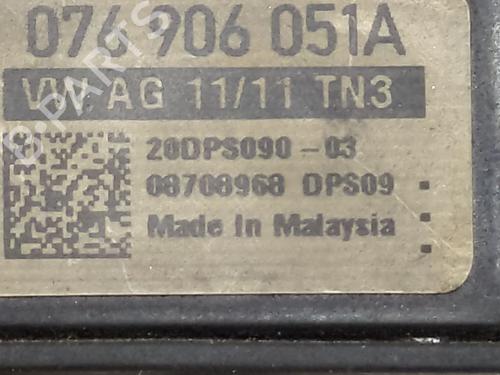 076 906 051A
VW AG 11/11 TN3
20DPS090-03
08708968 DPS09
Made In Malaysia